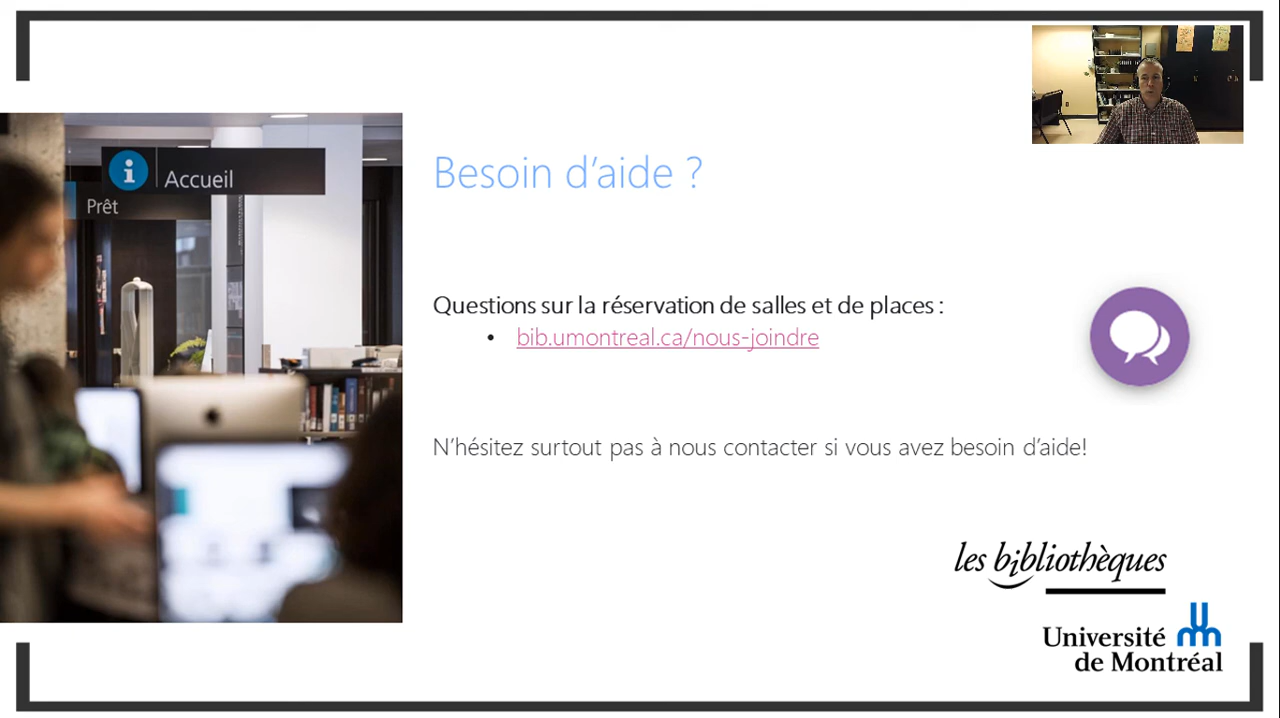 Accueil
Prêt
Besoin d’aide ?
Questions sur la réservation de salles et de places :
• bib.umontreal.ca/nous-joindre
N’hésitez surtout pas à nous contacter si vous avez besoin d’aide!
les bibliothèques
Université
de Montréal